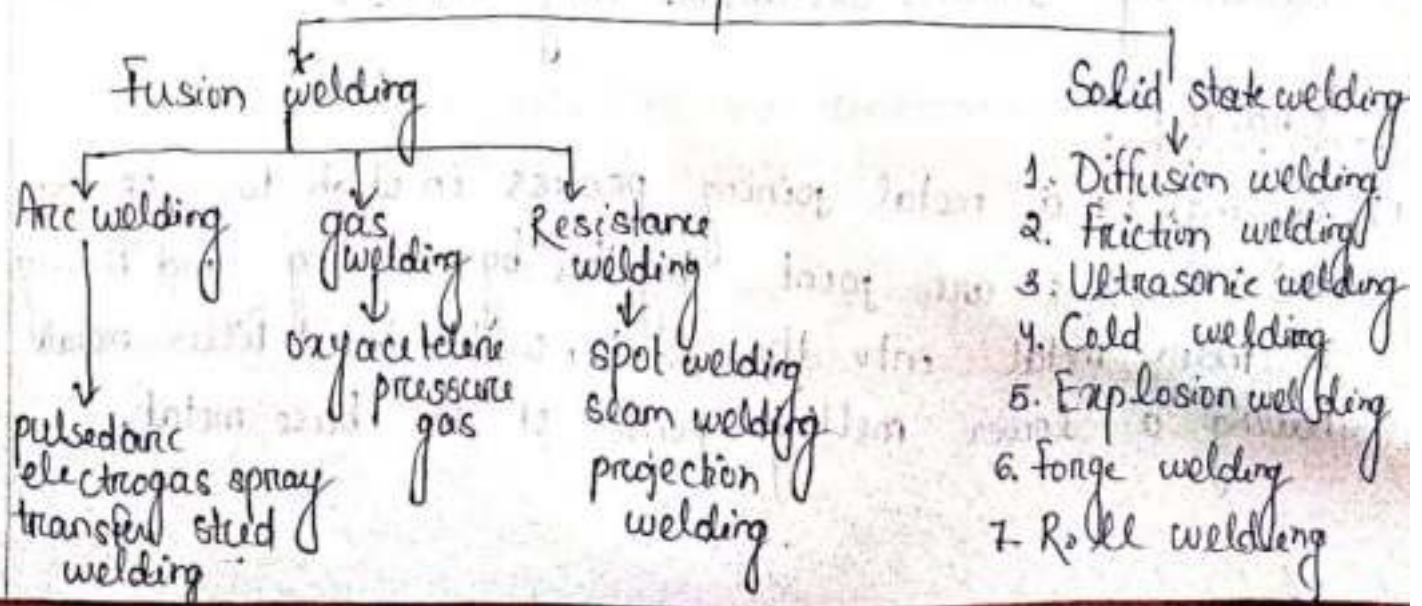 Fusion welding
Solid state welding
Arc welding
gas
welding
Resistance
welding
pulsed arc
electrogas spray
transfer stud
welding
oxyacetelene
pressure
gas
spot welding
seam welding
projection
welding.
1. Diffusion welding
2. Friction welding
3. Ultrasonic welding
4. Cold welding
5. Explosion wellding
6. Forge welding
7. Roll welding